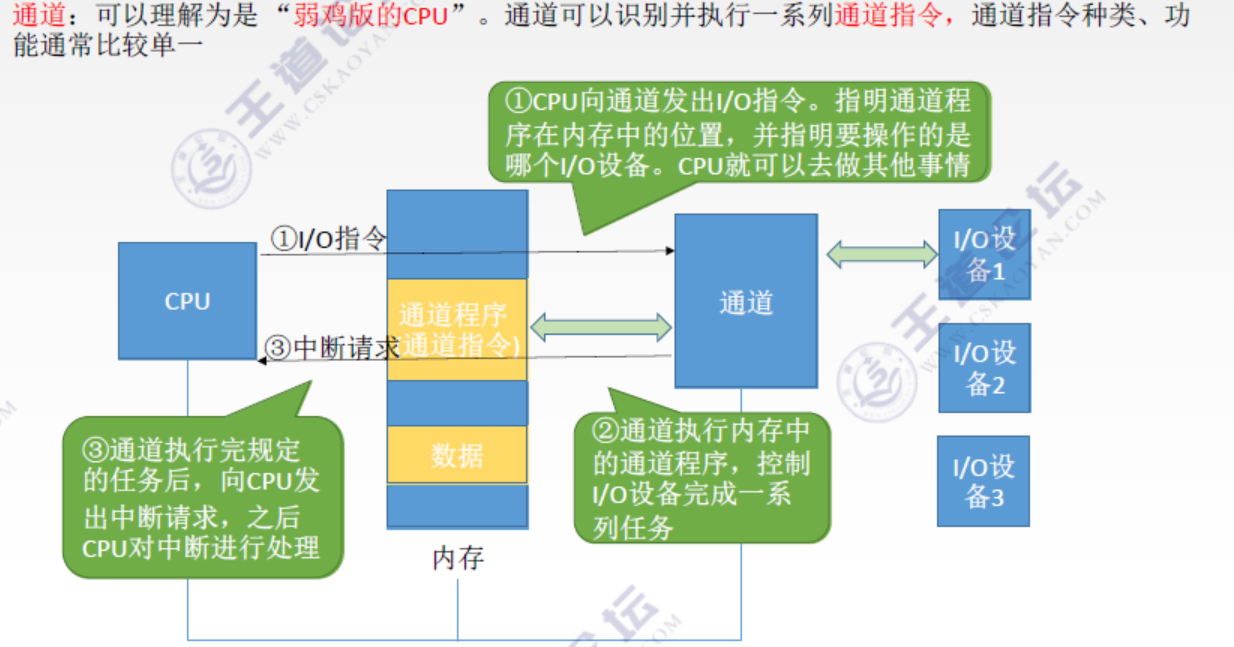 通道：可以理解为是“弱鸡版的CPU”。通道可以识别并执行一系列通道指令，通道指令种类、功
能通常比较单一
①CPU向通道发出I/O指令。指明通道程
序在内存中的位置，并指明要操作的是
哪个I/O设备。CPU就可以去做其他事情
①I/O指令
CPU
通道程序
(通道指令)
③中断请求
数据
内存
通道
I/O设
备1
I/O设
备2
I/O设
备3
③通道执行完规定
的任务后，向CPU发
出中断请求，之后
CPU对中断进行处理
②通道执行内存中
的通道程序，控制
I/O设备完成一系
列任务
王道论坛
WWW.CSKAOYAN.COM